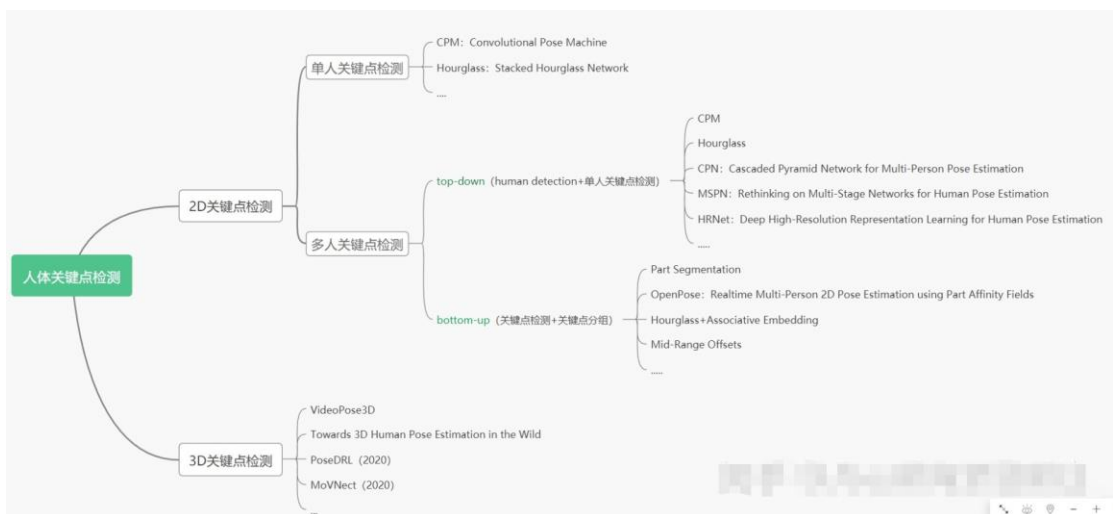 人体关键点检测
2D关键点检测
单人关键点检测
CPM：Convolutional Pose Machine
Hourglass：Stacked Hourglass Network
....
多人关键点检测
top-down（human detection+单人关键点检测）
CPM
Hourglass
CPN：Cascaded Pyramid Network for Multi-Person Pose Estimation
MSPN：Rethinking on Multi-Stage Networks for Human Pose Estimation
HRNet：Deep High-Resolution Representation Learning for Human Pose Estimation
.....
bottom-up（关键点检测+关键点分组）
Part Segmentation
OpenPose：Realtime Multi-Person 2D Pose Estimation using Part Affinity Fields
Hourglass+Associative Embedding
Mid-Range Offsets
.....
3D关键点检测
VideoPose3D
Towards 3D Human Pose Estimation in the Wild
PoseDRL（2020）
MoVNect（2020）
...